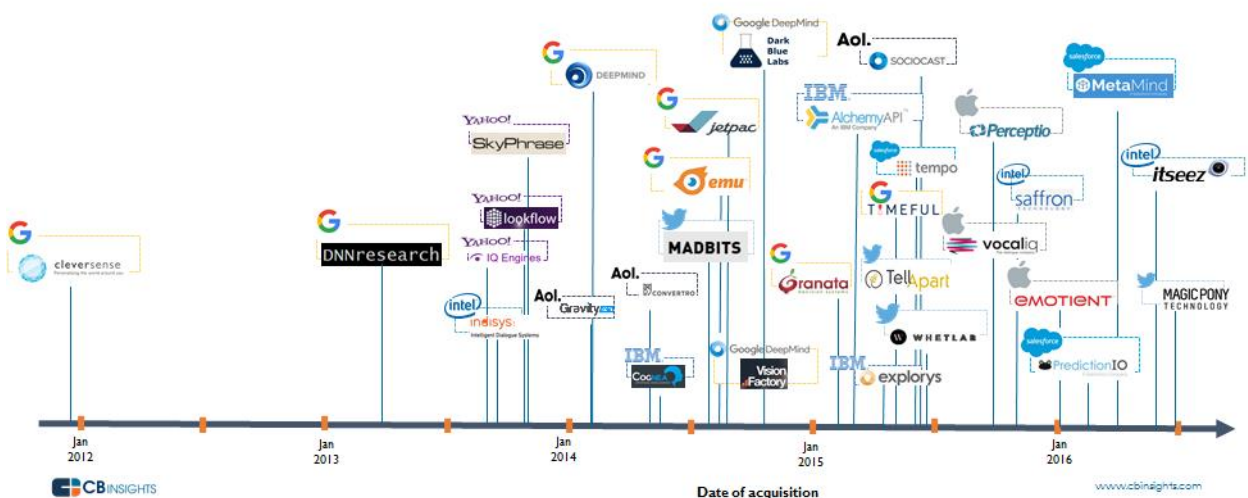 Google DeepMind
Dark
Blue
Labs
Aol.
SOCIOCAST
salesforce
MetaMind
DEEPMIND
YAHOO!
SkyPhrase
jetpac
IBM
AlchemyAPI™
An IBM Company
Perceptio
salesforce
tempo
intel
itseez
emu
intel
saffron
TECHNOLOGY
YAHOO!
lookflow
T!MEFUL
MADBITS
vocaliq
DNNresearch
YAHOO!
IQ Engines
cleversense
Aol.
CONVERTRO
Granata
TellApart
EMOTIENT
MAGIC PONY
TECHNOLOGY
intel
indisys
Intelligent Dialogue Systems
Aol.
Gravity
WHETLAB
IBM
COGNEA
Google DeepMind
Vision
Factory
IBM
explorys
salesforce
PredictionIO
Jan
2012
Jan
2013
Jan
2014
Jan
2015
Jan
2016
CBINSIGHTS
Date of acquisition
www.cbinsights.com